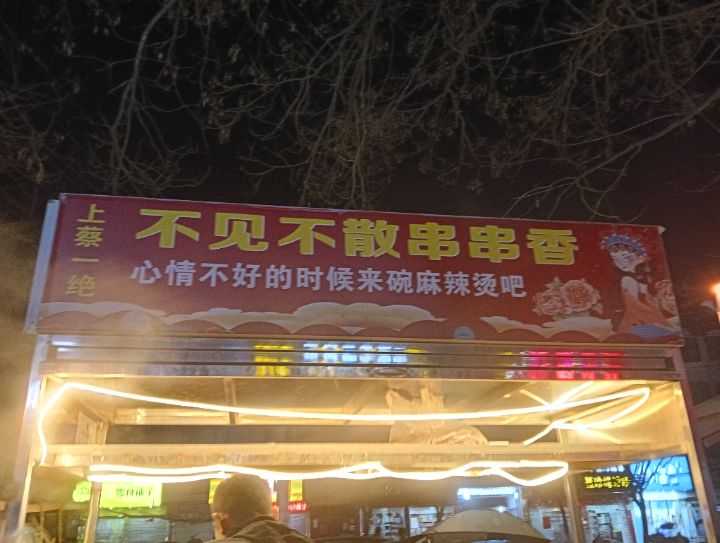 上蔡一绝
不见不散串串香
心情不好的时候来碗麻辣烫吧